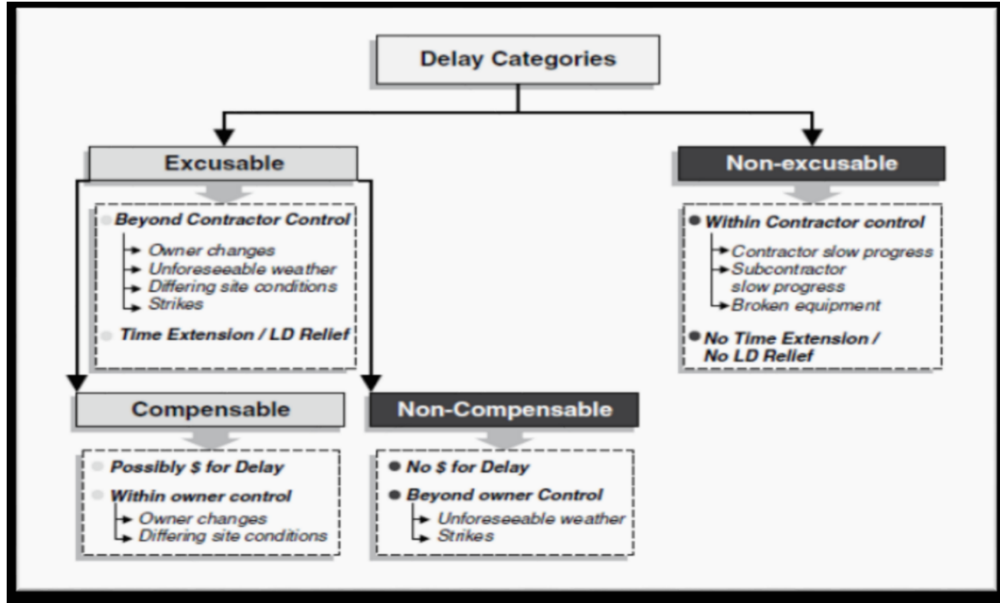 Delay Categories
Excusable
Beyond Contractor Control
Owner changes
Unforeseeable weather
Differing site conditions
Strikes
Time Extension / LD Relief
Non-excusable
Within Contractor control
Contractor slow progress
Subcontractor
slow progress
Broken equipment
No Time Extension /
No LD Relief
Compensable
Possibly $ for Delay
Within owner control
Owner changes
Differing site conditions
Non-Compensable
No $ for Delay
Beyond owner Control
Unforeseeable weather
Strikes